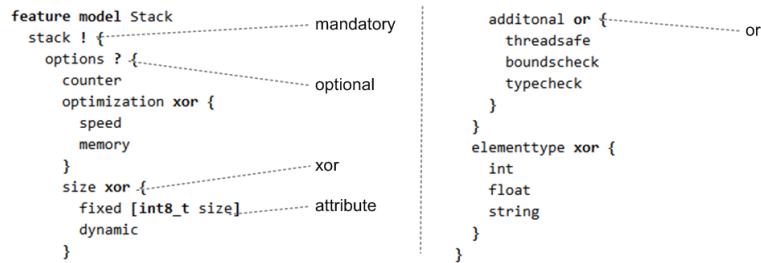 feature model Stack
stack ! {
mandatory
options ? {
counter
optional
optimization xor {
speed
memory
}
xor
size xor {
fixed [int8_t size]
attribute
dynamic
}
additonal or {
or
threadsafe
boundscheck
typecheck
}
}
elementtype xor {
int
float
string
}
}